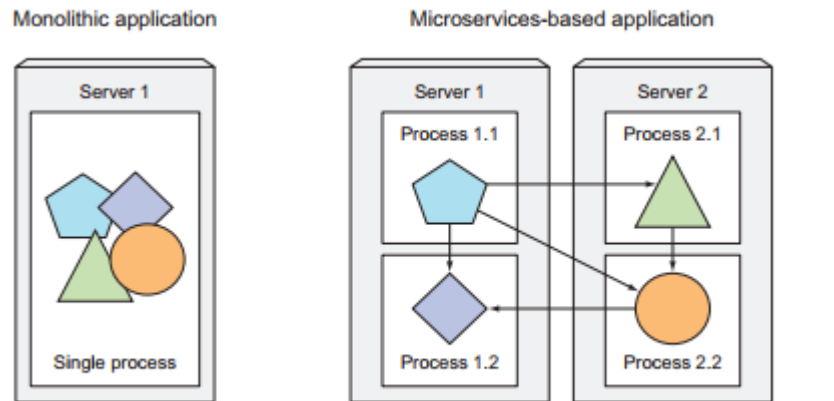 Monolithic application
Server 1
Single process
Microservices-based application
Server 1
Process 1.1
Process 1.2
Server 2
Process 2.1
Process 2.2